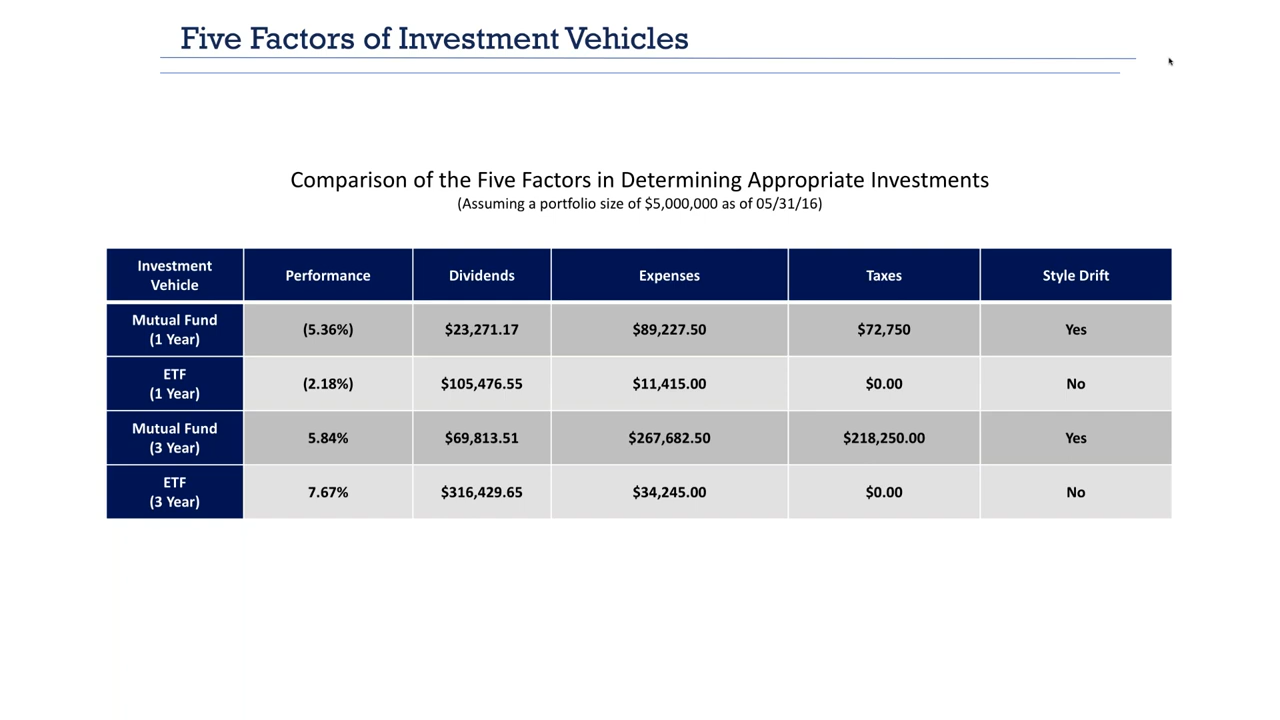 Five Factors of Investment Vehicles
Comparison of the Five Factors in Determining Appropriate Investments
(Assuming a portfolio size of $5,000,000 as of 05/31/16)
Investment
Vehicle
Performance
Dividends
Expenses
Taxes
Style Drift
Mutual Fund
(1 Year)
(5.36%)
$23,271.17
$89,227.50
$72,750
Yes
ETF
(1 Year)
(2.18%)
$105,476.55
$11,415.00
$0.00
No
Mutual Fund
(3 Year)
5.84%
$69,813.51
$267,682.50
$218,250.00
Yes
ETF
(3 Year)
7.67%
$316,429.65
$34,245.00
$0.00
No